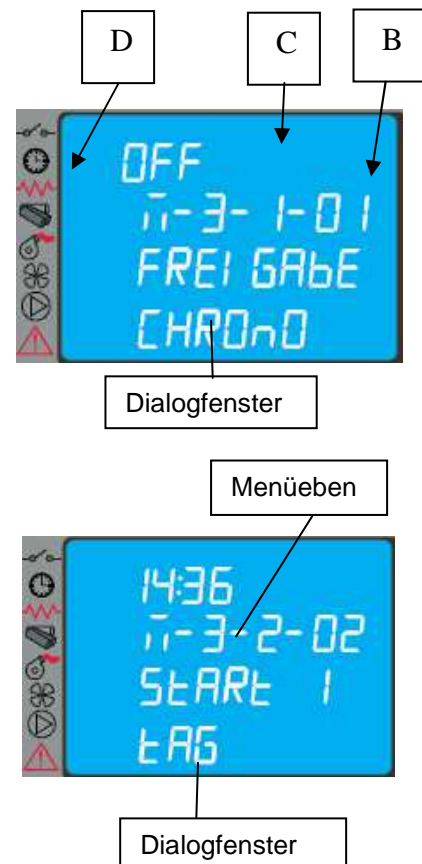 D C B
OFF
M-3-1-01
FREIGAbE
CHROnO
Dialogfenster
Menüeben
14:36
M-3-2-02
StARt 1
tAG
Dialogfenster